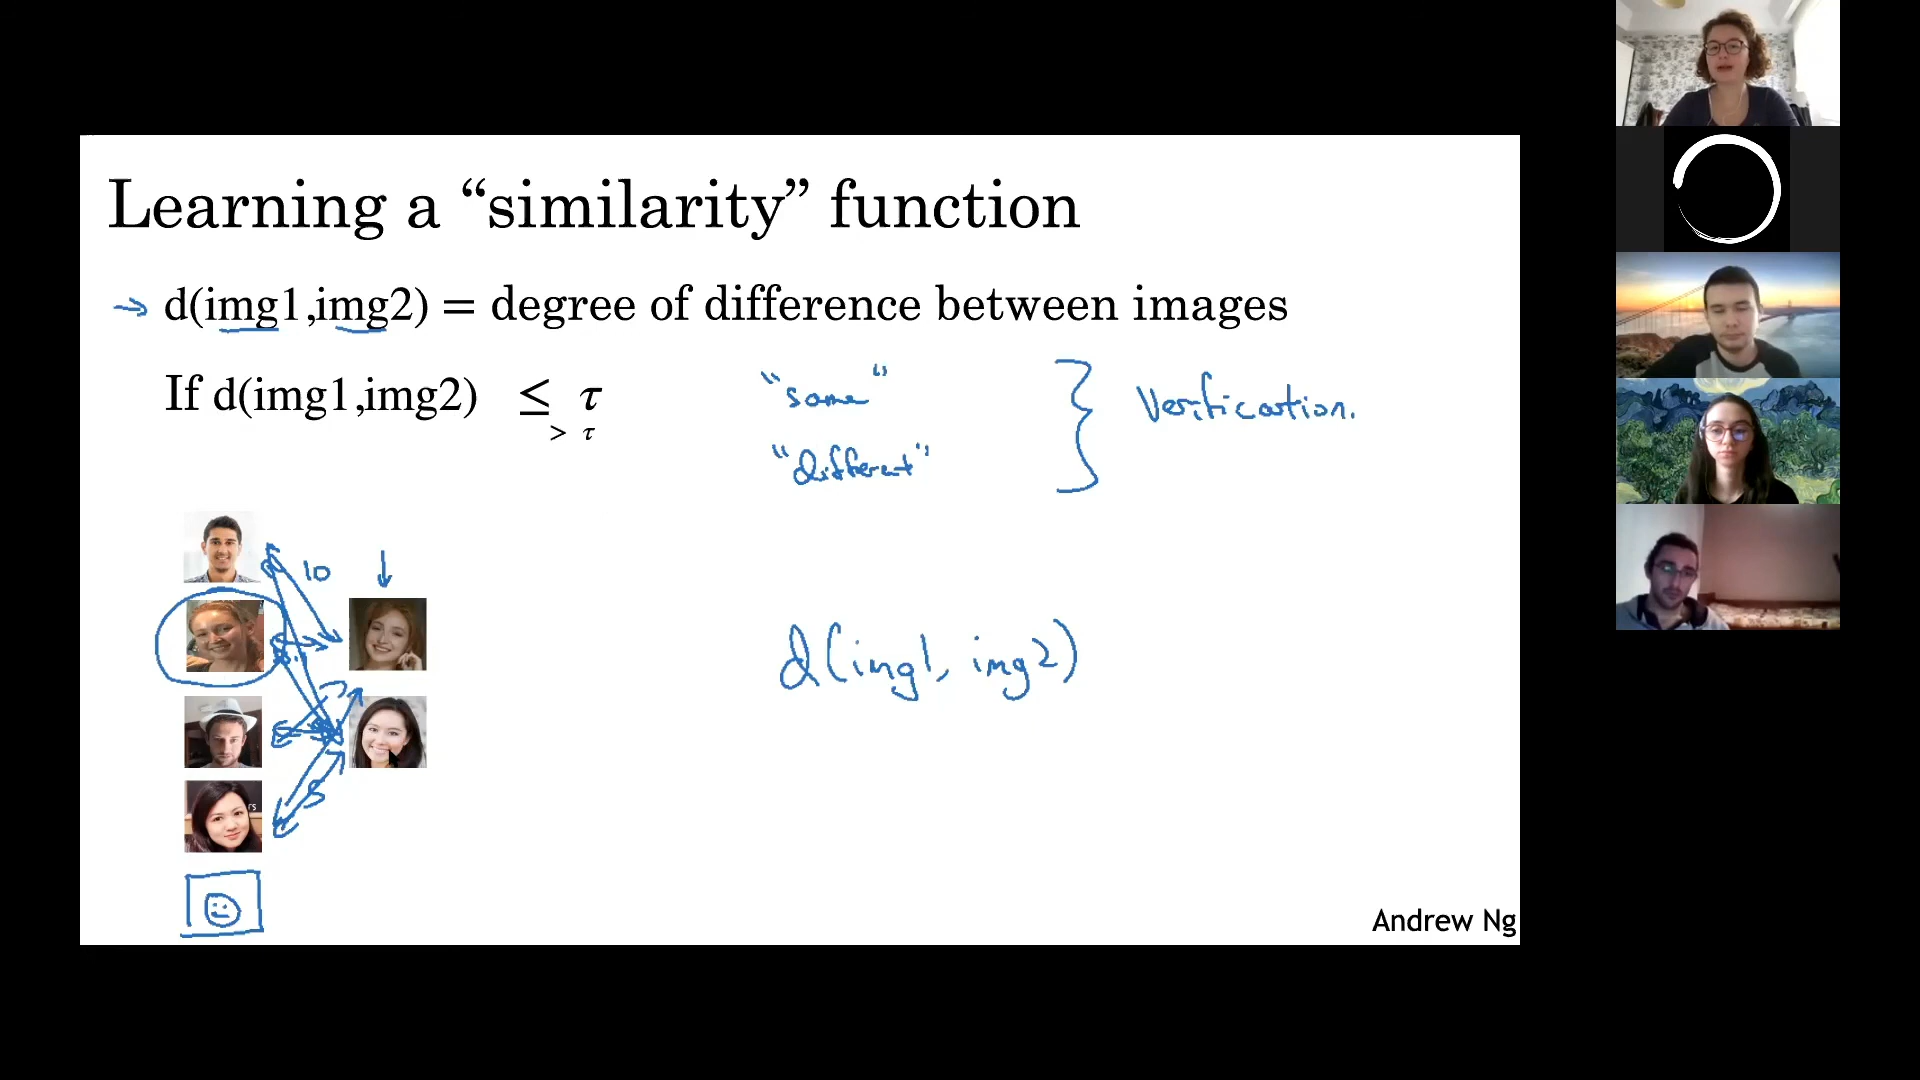 Learning a “similarity” function
→ d(img1,img2) = degree of difference between images
If d(img1,img2) ≤ τ "same"
> τ "different"
Verification.
10
d(img1, img2)
Andrew Ng